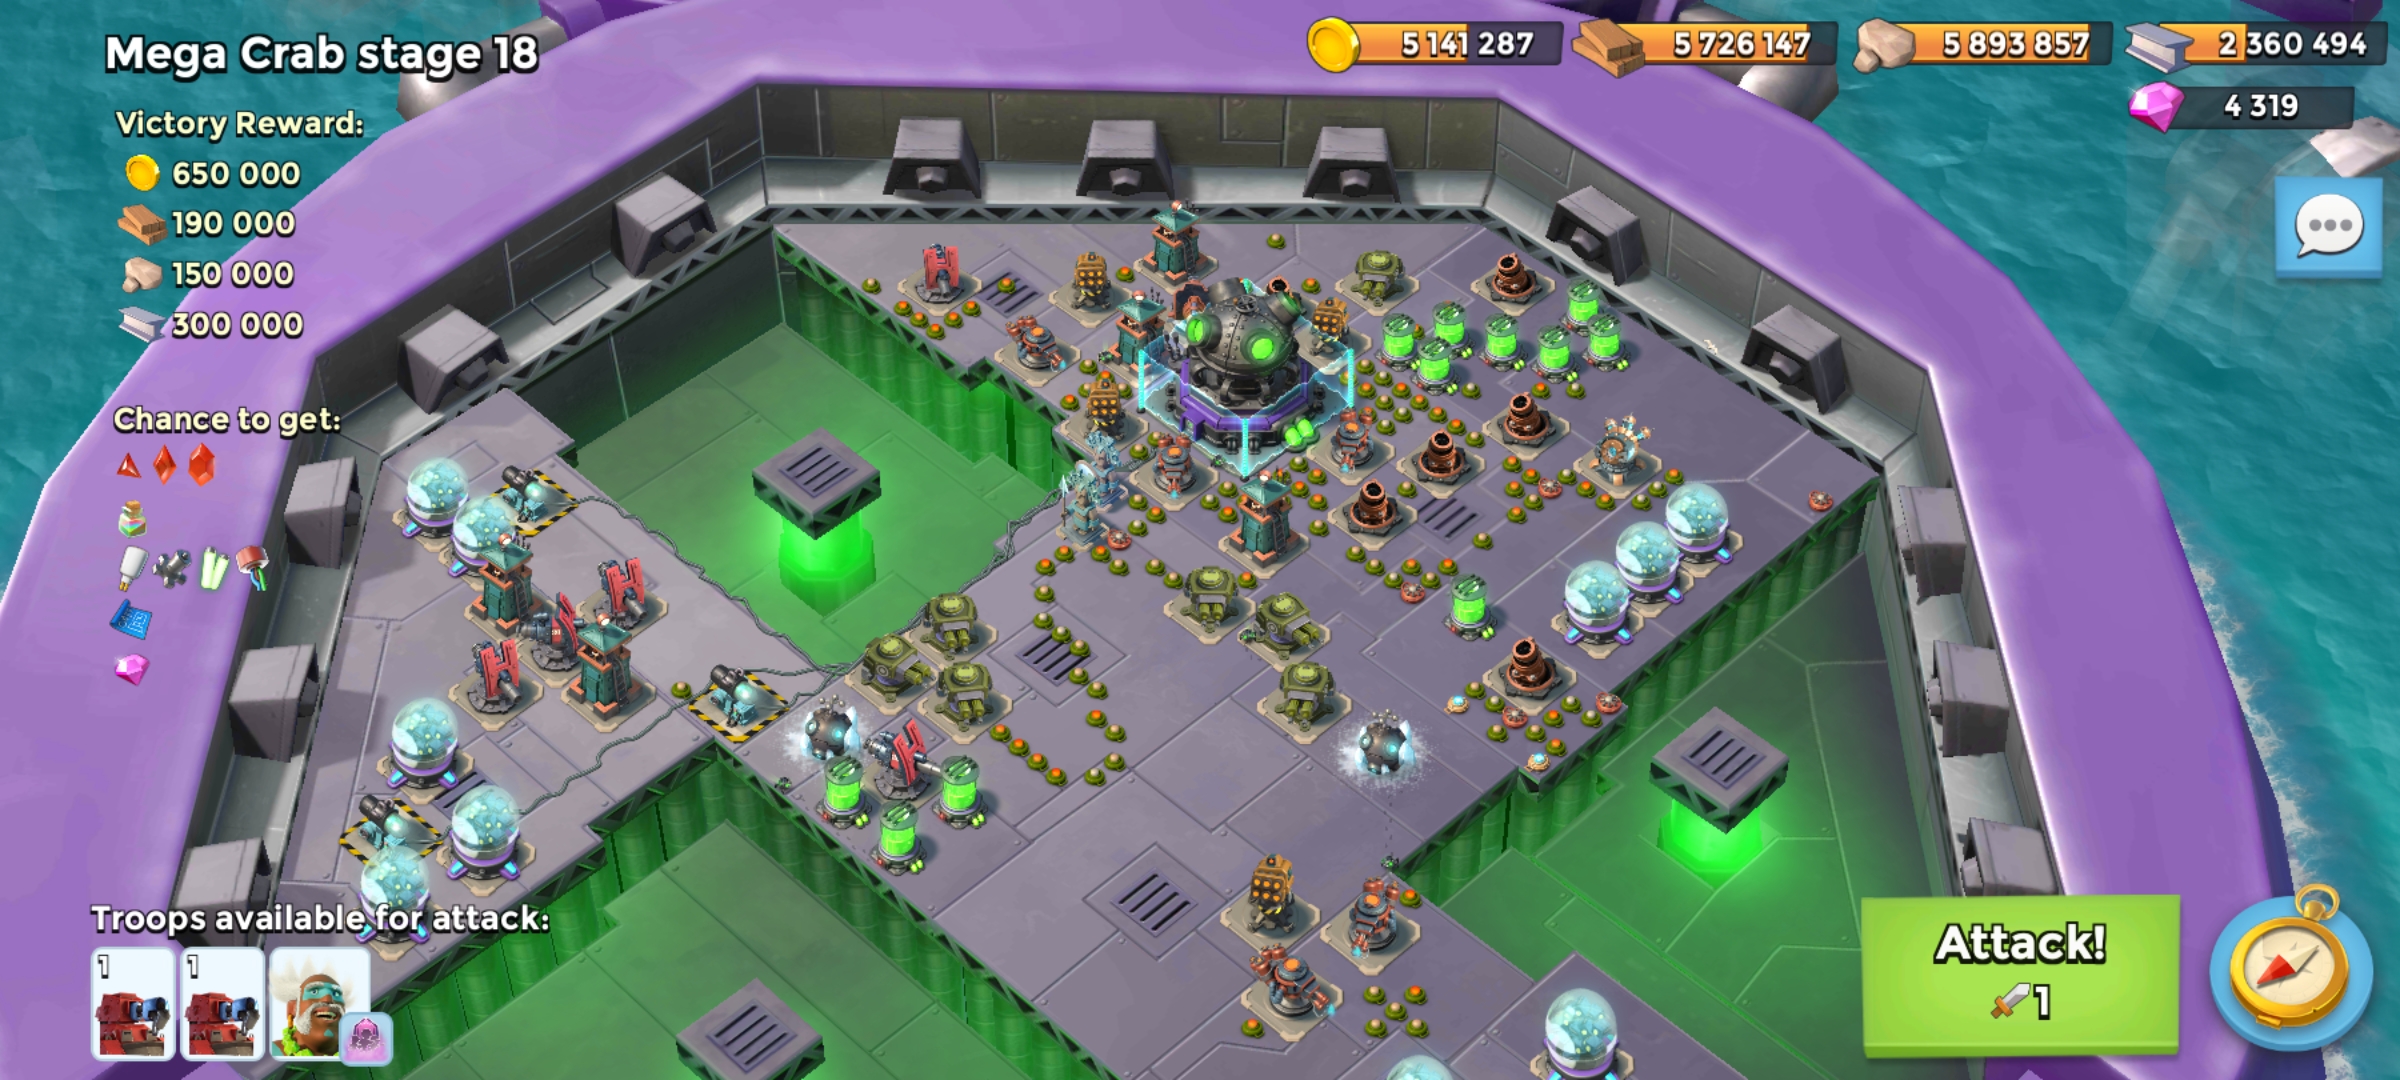 Mega Crab stage 18
5 141 287
5 726 147
5 893 857
2 360 494
4 319
Victory Reward:
650 000
190 000
150 000
300 000
Chance to get:
Troops available for attack:
1
1
Attack!
1